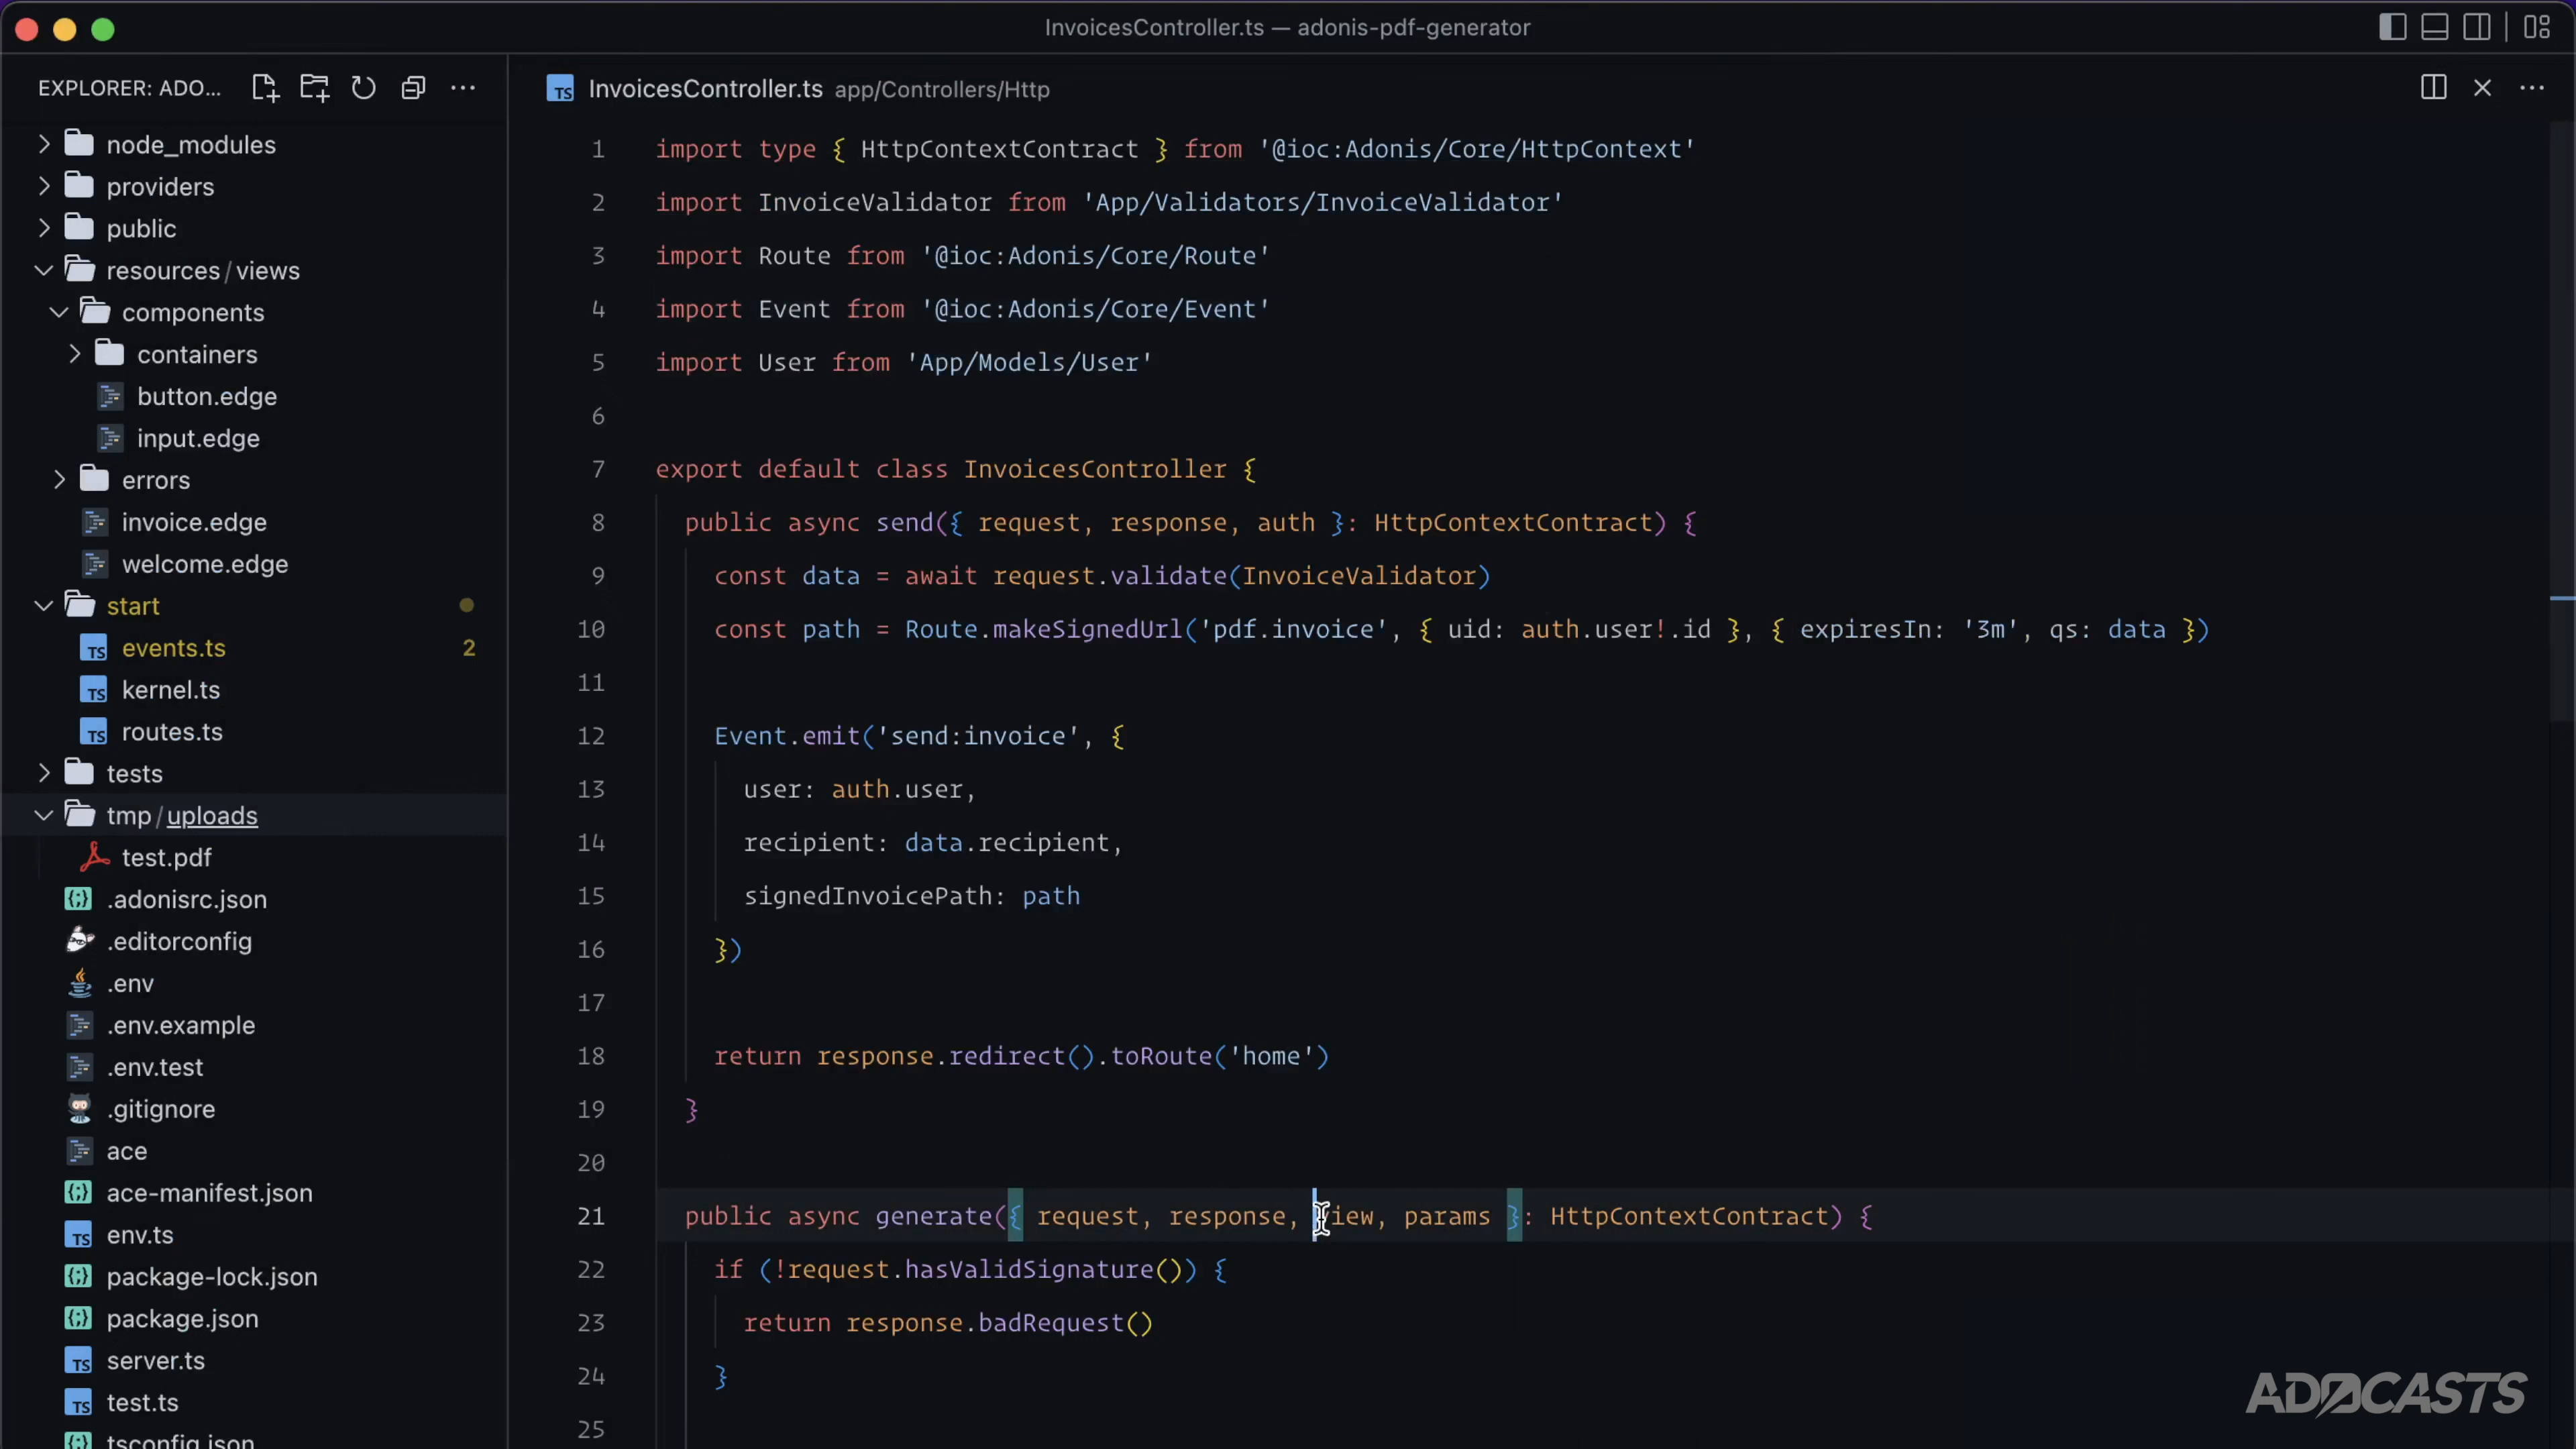 InvoicesController.ts — adonis-pdf-generator
EXPLORER: ADO...
node_modules
providers
public
resources/views
components
containers
button.edge
input.edge
errors
invoice.edge
welcome.edge
start
events.ts 2
kernel.ts
routes.ts
tests
tmp/uploads
test.pdf
.adonisrc.json
.editorconfig
.env
.env.example
.env.test
.gitignore
ace
ace-manifest.json
env.ts
package-lock.json
package.json
server.ts
test.ts
tsconfig.json
InvoicesController.ts app/Controllers/Http
1 import type { HttpContextContract } from '@ioc:Adonis/Core/HttpContext'
2 import InvoiceValidator from 'App/Validators/InvoiceValidator'
3 import Route from '@ioc:Adonis/Core/Route'
4 import Event from '@ioc:Adonis/Core/Event'
5 import User from 'App/Models/User'
6
7 export default class InvoicesController {
8 public async send({ request, response, auth }: HttpContextContract) {
9 const data = await request.validate(InvoiceValidator)
10 const path = Route.makeSignedUrl('pdf.invoice', { uid: auth.user!.id }, { expiresIn: '3m', qs: data })
11
12 Event.emit('send:invoice', {
13 user: auth.user,
14 recipient: data.recipient,
15 signedInvoicePath: path
16 })
17
18 return response.redirect().toRoute('home')
19 }
20
21 public async generate({ request, response, view, params }: HttpContextContract) {
22 if (!request.hasValidSignature()) {
23 return response.badRequest()
24 }
25
ADOCASTS